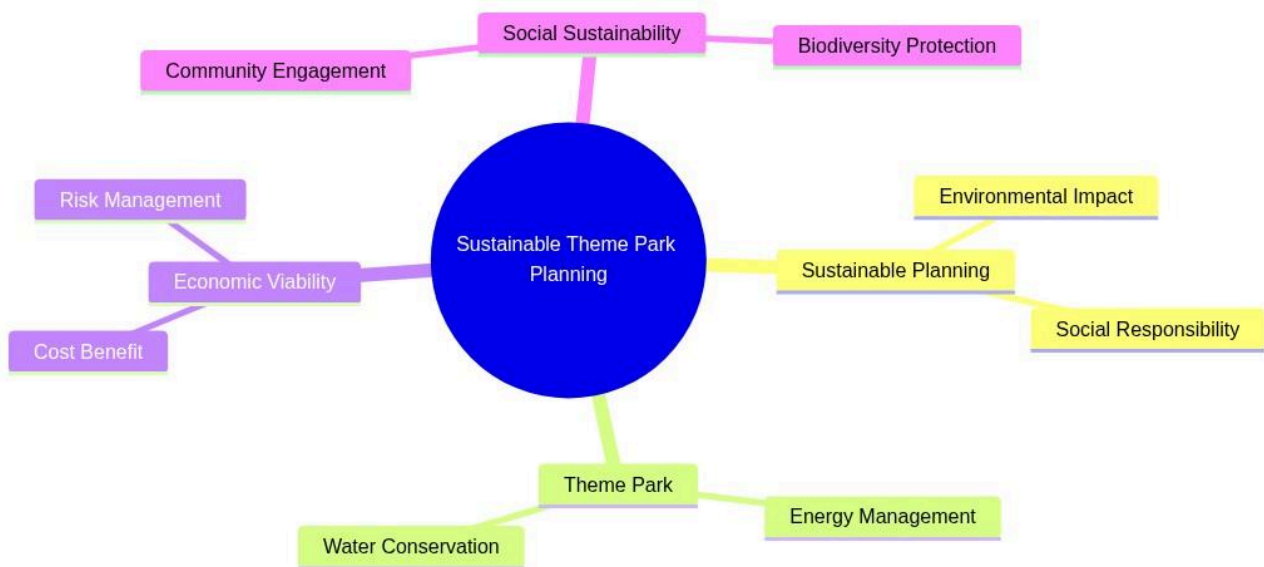 Social Sustainability
Biodiversity Protection
Community Engagement
Risk Management
Environmental Impact
Sustainable Theme Park
Planning
Sustainable Planning
Economic Viability
Social Responsibility
Cost Benefit
Theme Park
Energy Management
Water Conservation